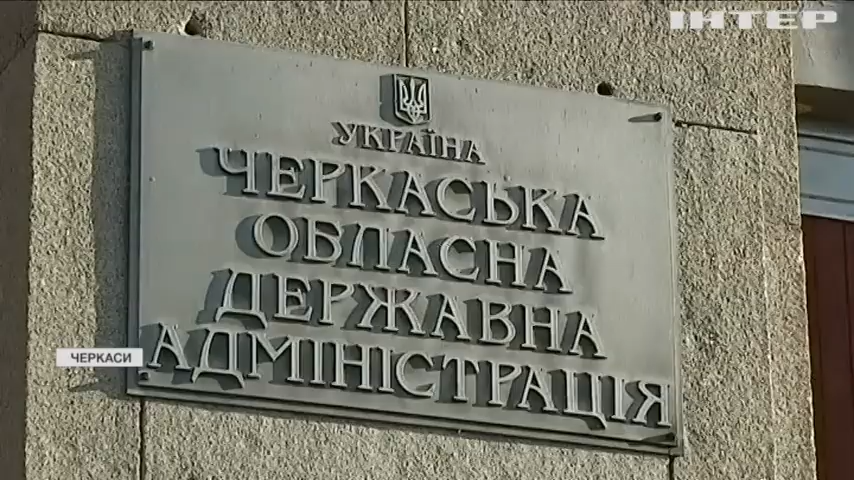 ІНТЕР
УКРАЇНА
ЧЕРКАСЬКА
ОБЛАСНА
ДЕРЖАВНА
АДМІНІСТРАЦІЯ
ЧЕРКАСИ